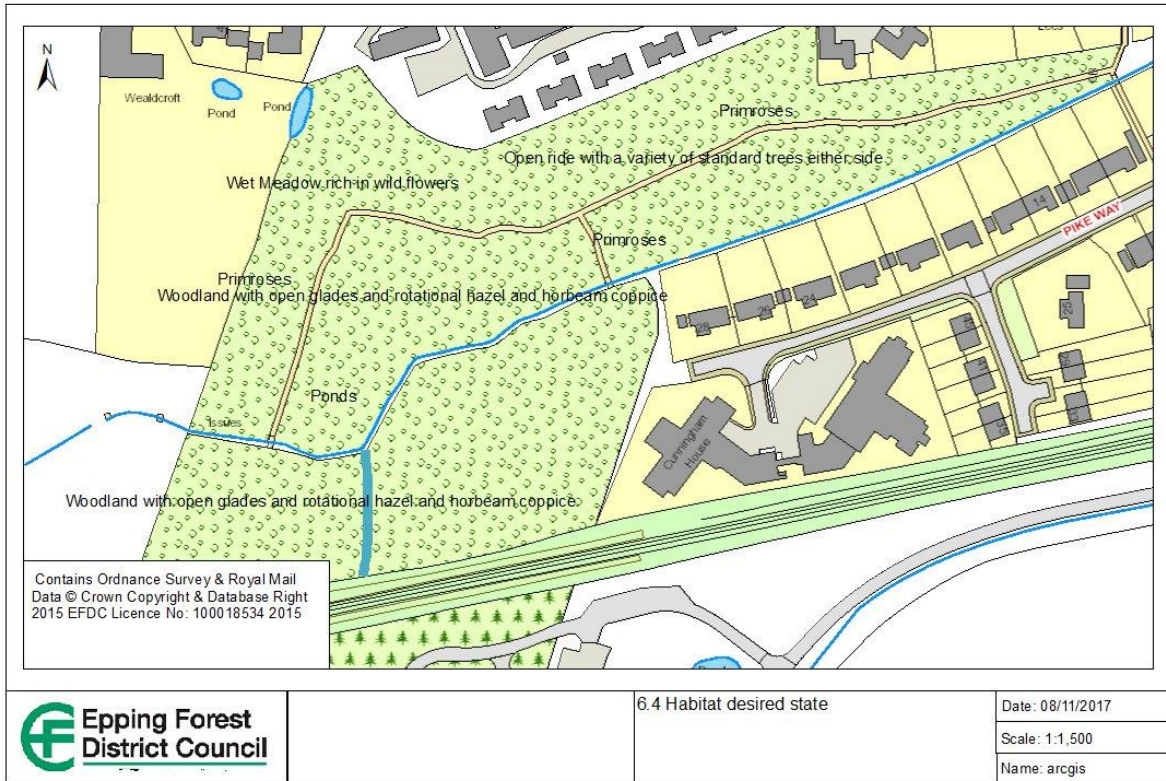 N
Wealdcroft
Pond
Pond
Primroses
Open ride with a variety of standard trees either side
Wet Meadow rich in wild flowers
14
PIKE WAY
Primroses
Primroses
Woodland with open glades and rotational hazel and horbeam coppice
24
26
28
25
Ponds
Issues
Cunningham
House
Woodland with open glades and rotational hazel and horbeam coppice
Contains Ordnance Survey & Royal Mail
Data © Crown Copyright & Database Right
2015 EFDC Licence No: 100018534 2015
Epping Forest
District Council
6.4 Habitat desired state
Date: 08/11/2017
Scale: 1:1,500
Name: arcgis